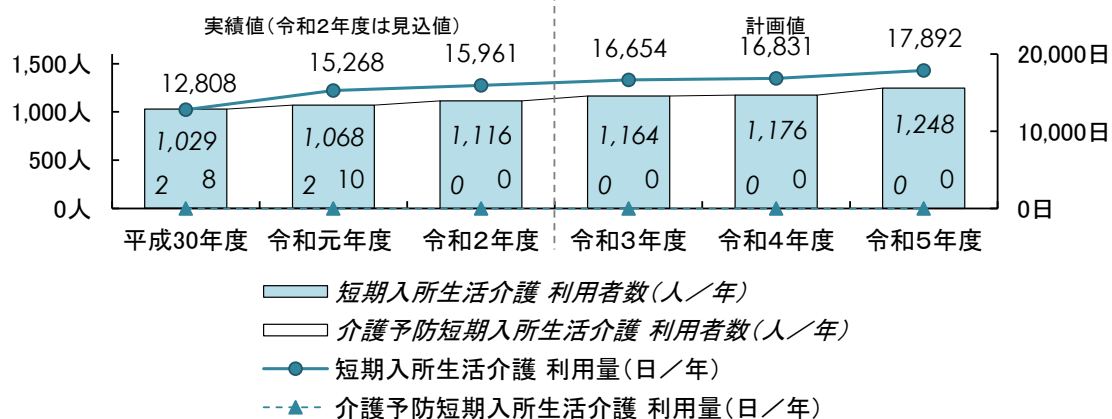 実績値(令和2年度は見込値) 計画値
12,808 15,268 15,961 16,654 16,831 17,892
1,500人 20,000日
1,000人 10,000日
1,029 1,068 1,116 1,164 1,176 1,248
500人
2 8 2 10 0 0 0 0 0 0 0 0
0人 0日
平成30年度 令和元年度 令和2年度 令和3年度 令和4年度 令和5年度
短期入所生活介護 利用者数(人/年)
介護予防短期入所生活介護 利用者数(人/年)
短期入所生活介護 利用量(日/年)
介護予防短期入所生活介護 利用量(日/年)